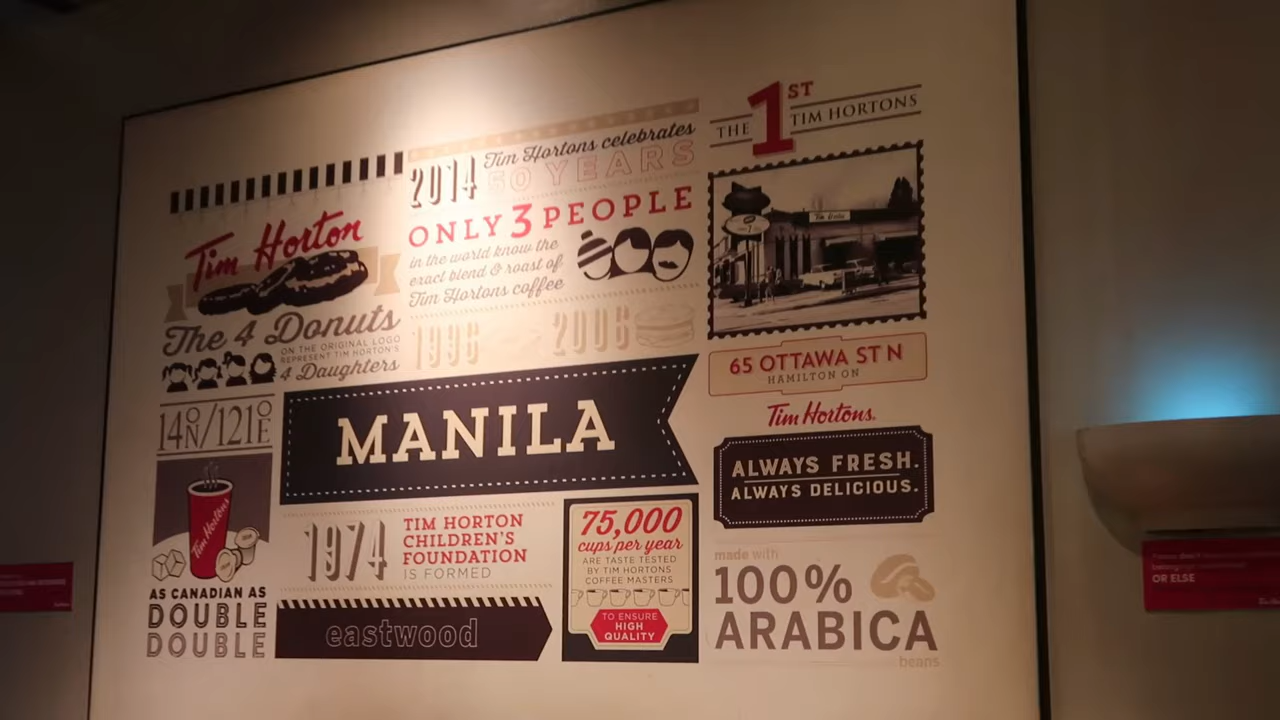 Tim Horton
The 4 Donuts
ON THE ORIGINAL LOGO
REPRESENT TIM HORTON'S
4 Daughters
14°N/121°E
Tim Hortons
AS CANADIAN AS
DOUBLE
DOUBLE
2014 Tim Hortons celebrates
50 YEARS
ONLY 3 PEOPLE
in the world know the
exact blend & roast of
Tim Hortons coffee
1996 2006
MANILA
1974
TIM HORTON
CHILDREN'S
FOUNDATION
IS FORMED
eastwood
75,000
cups per year
ARE TASTE TESTED
BY TIM HORTONS
COFFEE MASTERS
TO ENSURE
HIGH
QUALITY
THE 1ST TIM HORTONS
65 OTTAWA ST N
HAMILTON ON
Tim Hortons.
ALWAYS FRESH.
ALWAYS DELICIOUS.
made with
100%
ARABICA
beans
OR ELSE